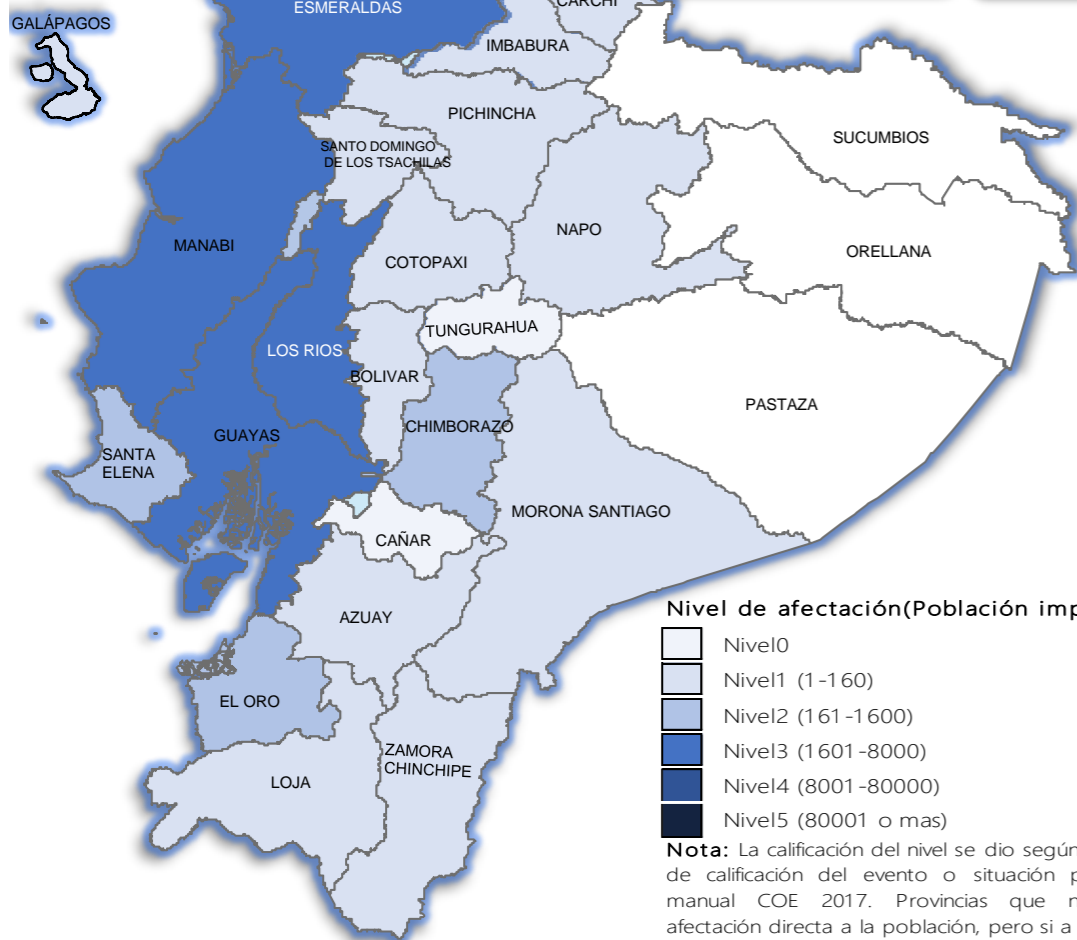 ESMERALDAS
CARCHI
GALÁPAGOS
IMBABURA
PICHINCHA
SUCUMBIOS
SANTO DOMINGO
DE LOS TSACHILAS
MANABI
NAPO
ORELLANA
COTOPAXI
TUNGURAHUA
LOS RIOS
BOLIVAR
PASTAZA
CHIMBORAZO
GUAYAS
SANTA
ELENA
MORONA SANTIAGO
CAÑAR
AZUAY
EL ORO
ZAMORA
CHINCHIPE
LOJA
Nivel de afectación(Población imp
Nivel0
Nivel1 (1-160)
Nivel2 (161-1600)
Nivel3 (1601-8000)
Nivel4 (8001-80000)
Nivel5 (80001 o mas)
Nota: La calificación del nivel se dio según
de calificación del evento o situación p
manual COE 2017. Provincias que n
afectación directa a la población, pero si a